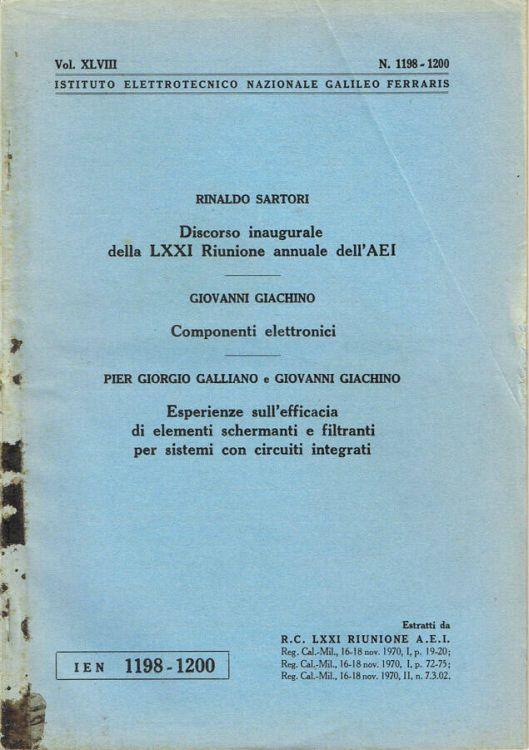 Vol. XLVIII N. 1198 - 1200
ISTITUTO ELETTROTECNICO NAZIONALE GALILEO FERRARIS
RINALDO SARTORI
Discorso inaugurale
della LXXI Riunione annuale dell'AEI
GIOVANNI GIACHINO
Componenti elettronici
PIER GIORGIO GALLIANO e GIOVANNI GIACHINO
Esperienze sull'efficacia
di elementi schermanti e filtranti
per sistemi con circuiti integrati
Estratti da
R.C. LXXI RIUNIONE A.E.I.
Reg. Cal.-Mil., 16-18 nov. 1970, I, p. 19-20;
Reg. Cal.-Mil., 16-18 nov. 1970, I, p. 72-75;
Reg. Cal.-Mil., 16-18 nov. 1970, II, n. 7.3.02.
IEN 1198-1200